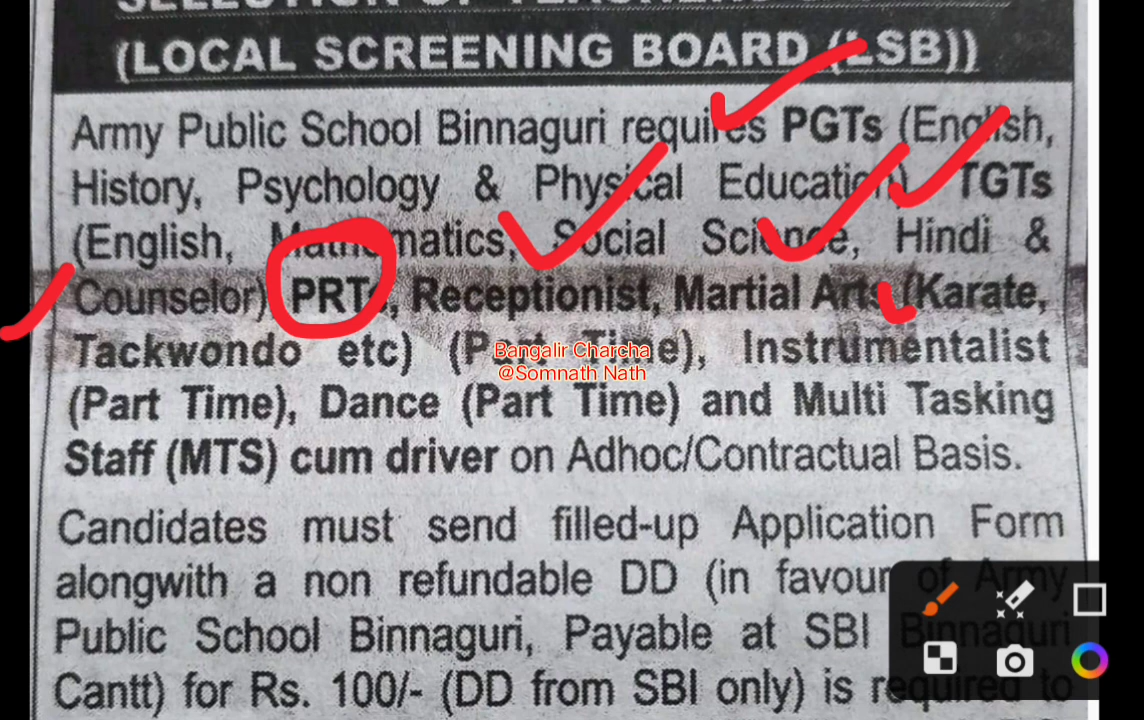 (LOCAL SCREENING BOARD (LSB))
Army Public School Binnaguri requires PGTs (English,
History, Psychology & Physical Education), TGTs
(English, Mathematics, Social Science, Hindi &
Counselor) PRTs, Receptionist, Martial Arts (Karate,
Tackwondo etc) (Part Time), Instrumentalist
Bangalir Charcha
@Somnath Nath
(Part Time), Dance (Part Time) and Multi Tasking
Staff (MTS) cum driver on Adhoc/Contractual Basis.
Candidates must send filled-up Application Form
alongwith a non refundable DD (in favour of Army
Public School Binnaguri, Payable at SBI Binnaguri
Cantt) for Rs. 100/- (DD from SBI only) is required to